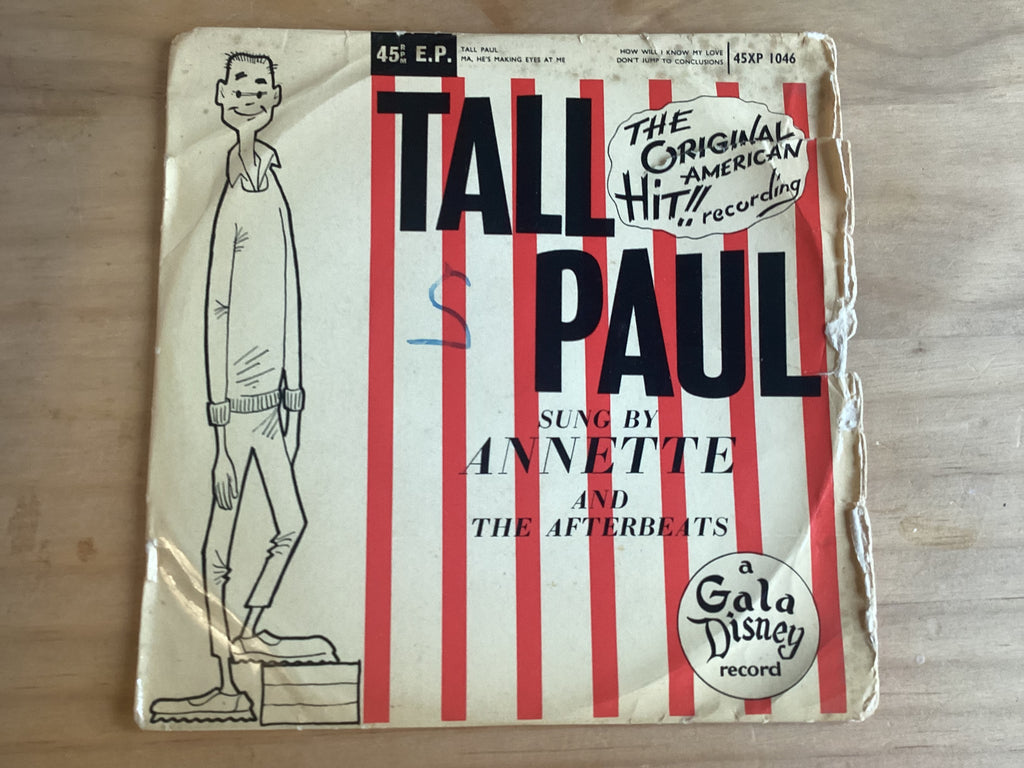 45 RPM E.P.
TALL PAUL
MA, HE'S MAKING EYES AT ME
HOW WILL I KNOW MY LOVE
DON'T JUMP TO CONCLUSIONS
45XP 1046
TALL
PAUL
THE
ORIGINAL
AMERICAN
HIT!! recording
SUNG BY
ANNETTE
AND
THE AFTERBEATS
a
Gala
Disney
record